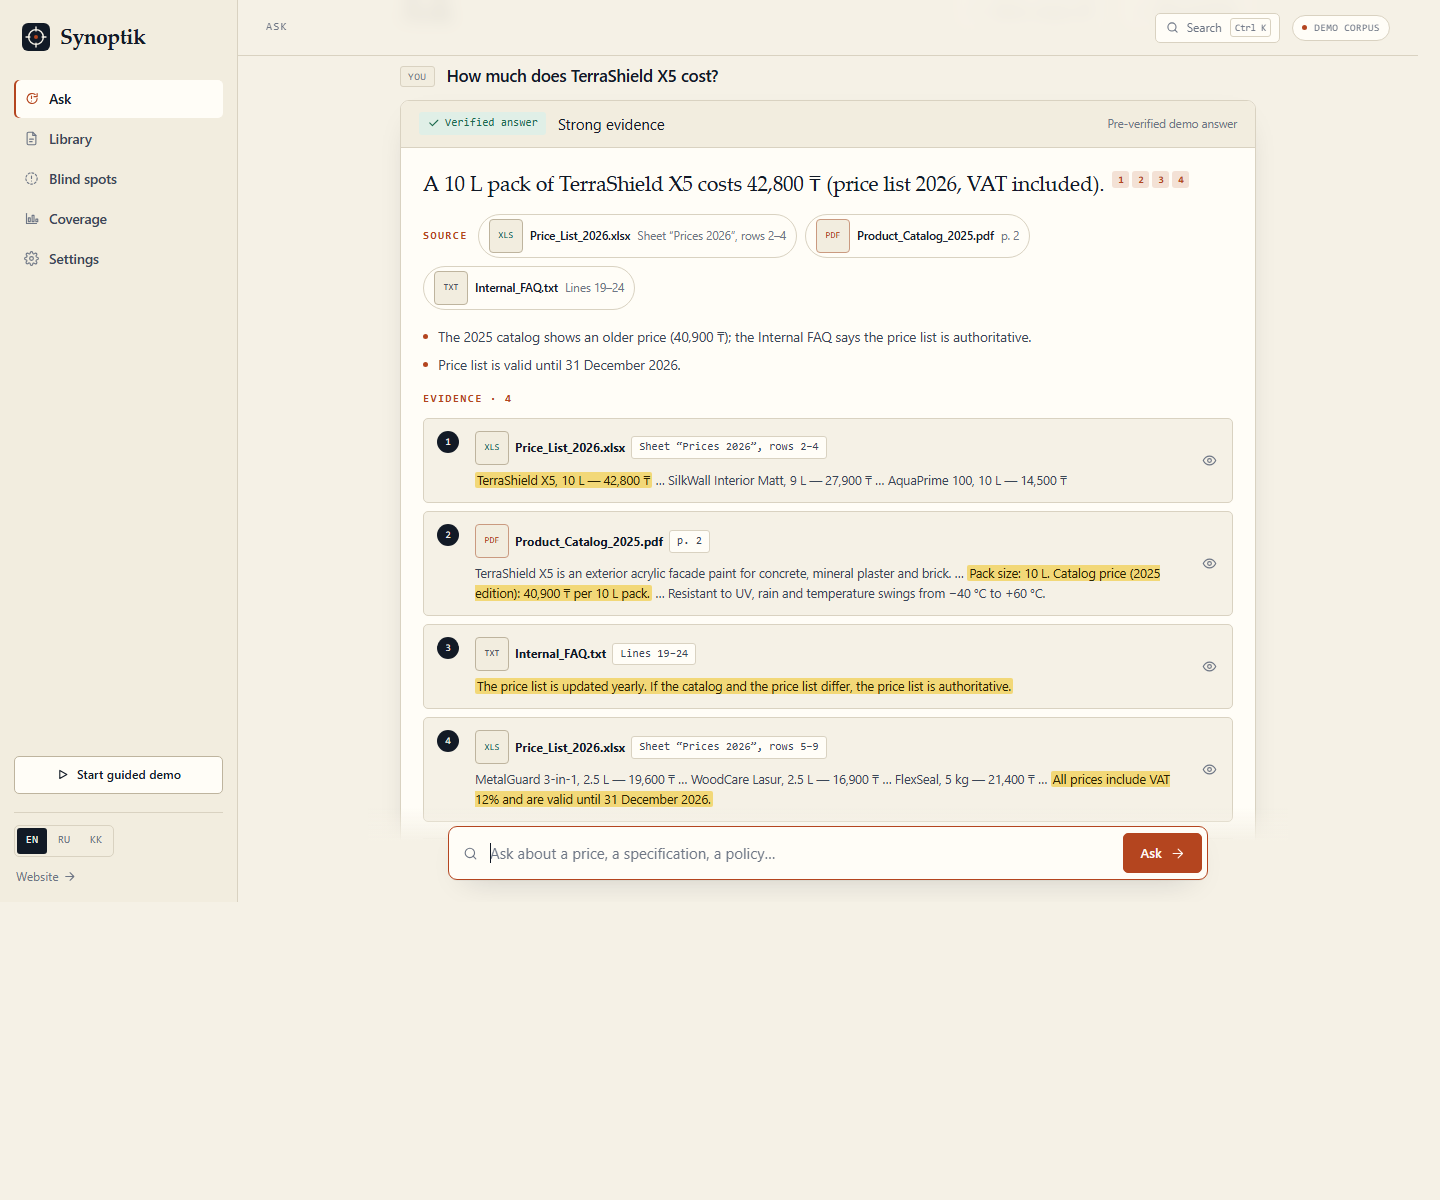 Synoptik
Ask
Library
Blind spots
Coverage
Settings
Start guided demo
EN RU KK
Website →
ASK
Search Ctrl K
DEMO CORPUS
YOU How much does TerraShield X5 cost?
Verified answer Strong evidence Pre-verified demo answer
A 10 L pack of TerraShield X5 costs 42,800 ₸ (price list 2026, VAT included). 1 2 3 4
SOURCE XLS Price_List_2026.xlsx Sheet “Prices 2026”, rows 2–4 PDF Product_Catalog_2025.pdf p. 2
TXT Internal_FAQ.txt Lines 19–24
The 2025 catalog shows an older price (40,900 ₸); the Internal FAQ says the price list is authoritative.
Price list is valid until 31 December 2026.
EVIDENCE · 4
1 XLS Price_List_2026.xlsx Sheet “Prices 2026”, rows 2–4
TerraShield X5, 10 L — 42,800 ₸ … SilkWall Interior Matt, 9 L — 27,900 ₸ … AquaPrime 100, 10 L — 14,500 ₸
2 PDF Product_Catalog_2025.pdf p. 2
TerraShield X5 is an exterior acrylic facade paint for concrete, mineral plaster and brick. … Pack size: 10 L. Catalog price (2025
edition): 40,900 ₸ per 10 L pack. … Resistant to UV, rain and temperature swings from −40 °C to +60 °C.
3 TXT Internal_FAQ.txt Lines 19–24
The price list is updated yearly. If the catalog and the price list differ, the price list is authoritative.
4 XLS Price_List_2026.xlsx Sheet “Prices 2026”, rows 5–9
MetalGuard 3-in-1, 2.5 L — 19,600 ₸ … WoodCare Lasur, 2.5 L — 16,900 ₸ … FlexSeal, 5 kg — 21,400 ₸ … All prices include VAT
12% and are valid until 31 December 2026.
Ask about a price, a specification, a policy…
Ask →